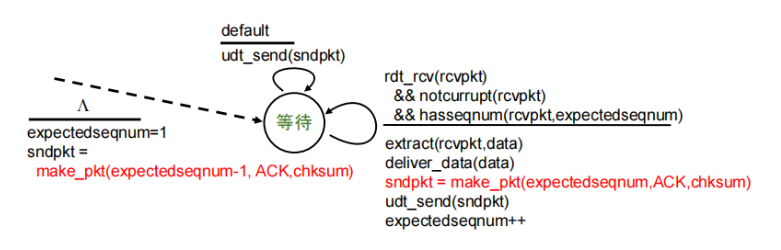 default
udt_send(sndpkt)
Λ
expectedseqnum=1
sndpkt =
make_pkt(expectedseqnum-1, ACK,chksum)
等待
rdt_rcv(rcvpkt)
&& notcurrupt(rcvpkt)
&& hasseqnum(rcvpkt,expectedseqnum)
extract(rcvpkt,data)
deliver_data(data)
sndpkt = make_pkt(expectedseqnum,ACK,chksum)
udt_send(sndpkt)
expectedseqnum++